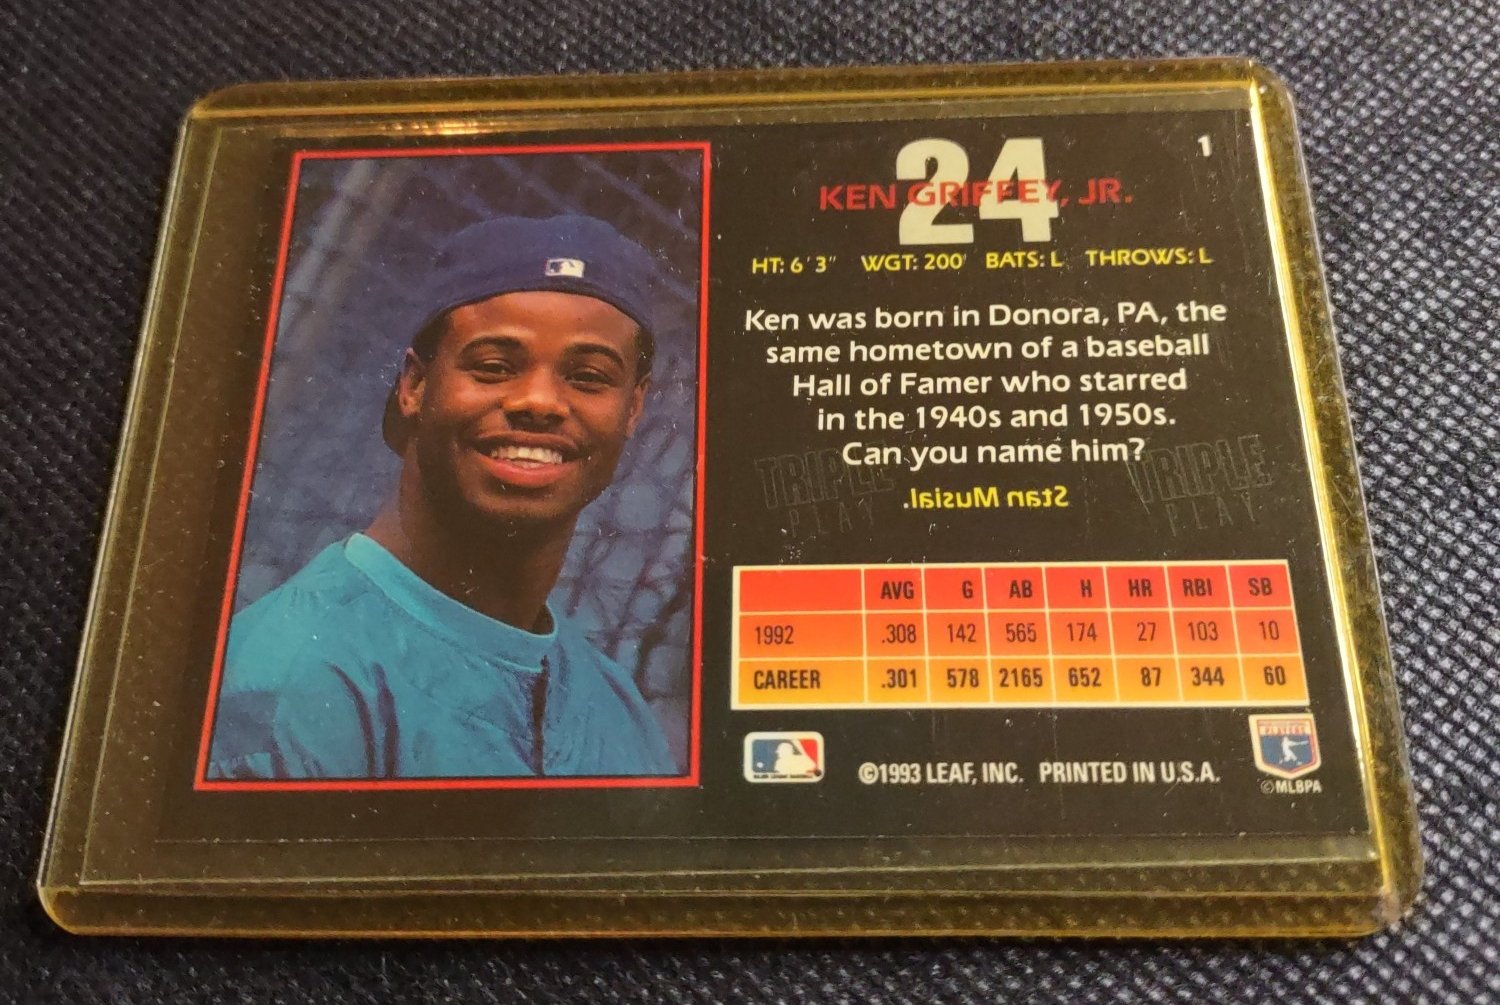 1
24
KEN GRIFFEY, JR.
HT: 6'3" WGT: 200 BATS: L THROWS: L
Ken was born in Donora, PA, the
same hometown of a baseball
Hall of Famer who starred
in the 1940s and 1950s.
Can you name him?
TRIPLE PLAY TRIPLE PLAY
Stan Musial.
AVG G AB H HR RBI SB
1992 .308 142 565 174 27 103 10
CAREER .301 578 2165 652 87 344 60
©1993 LEAF, INC. PRINTED IN U.S.A.
PLAYERS
©MLBPA